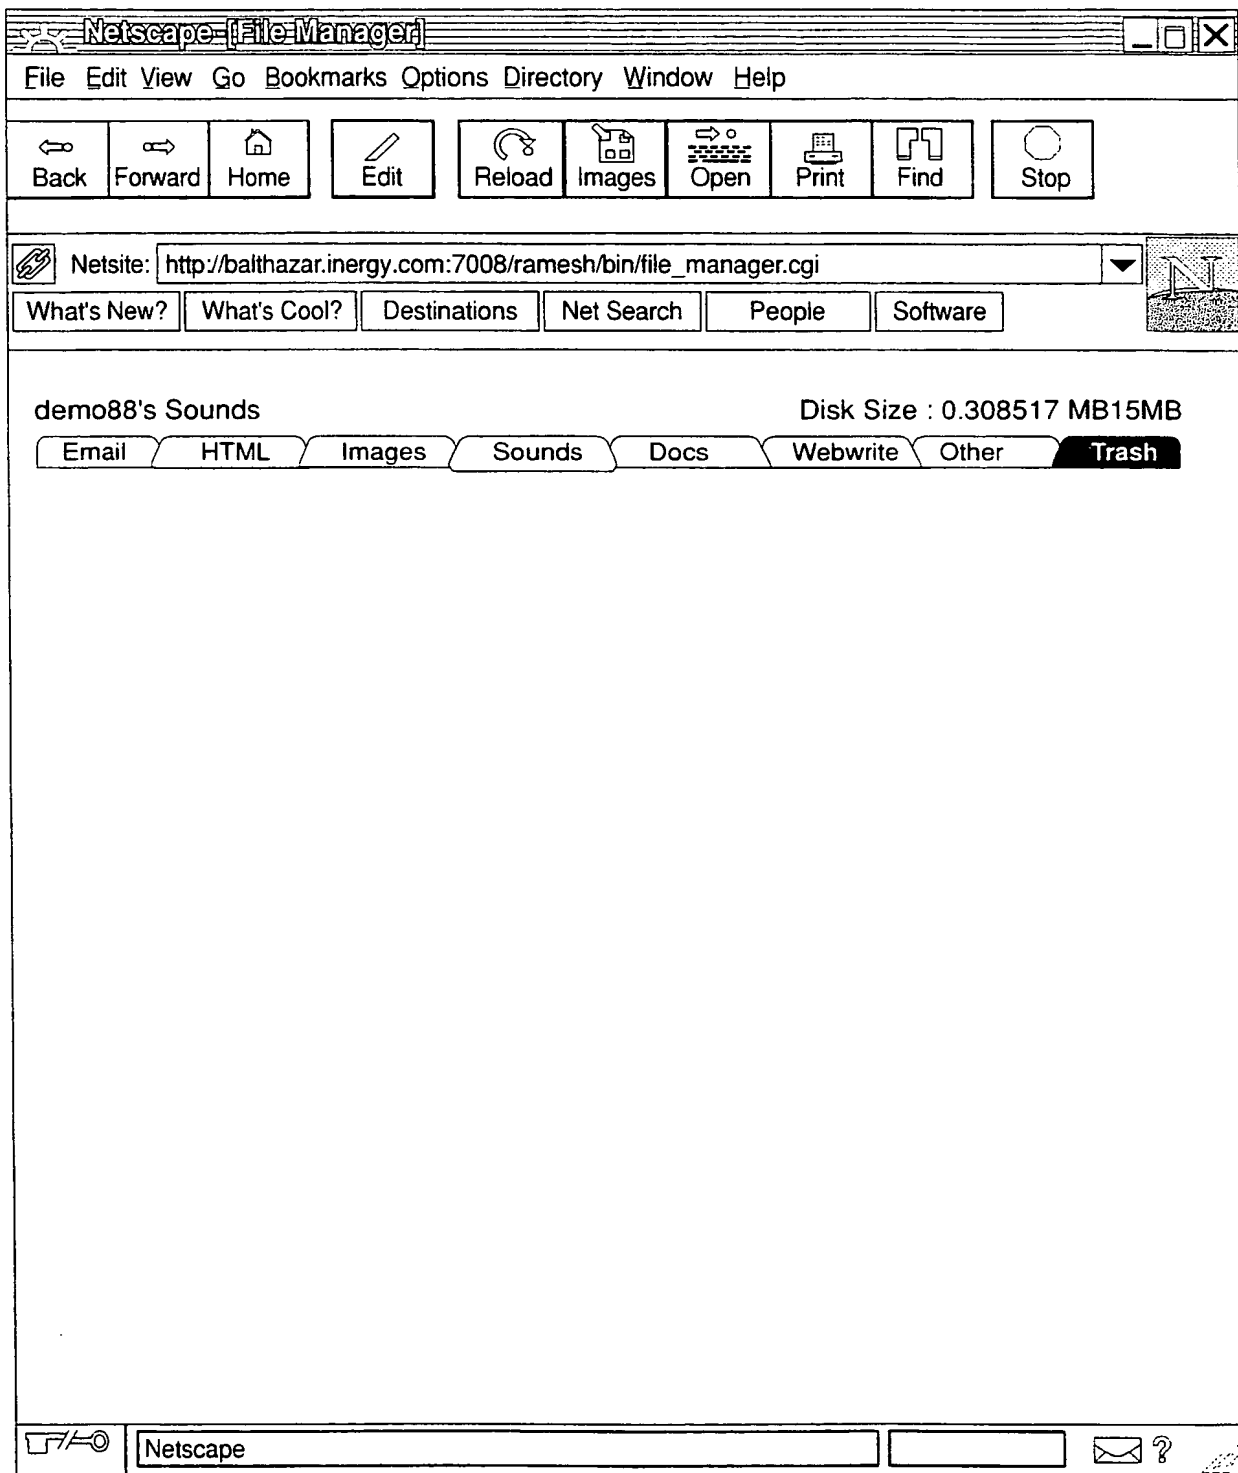 Netscape-[File Manager]
File Edit View Go Bookmarks Options Directory Window Help
Back Forward Home Edit Reload Images Open Print Find Stop
Netsite: http://balthazar.inergy.com:7008/ramesh/bin/file_manager.cgi
N
What's New? What's Cool? Destinations Net Search People Software
demo88's Sounds Disk Size : 0.308517 MB15MB
Email HTML Images Sounds Docs Webwrite Other Trash
Netscape ?